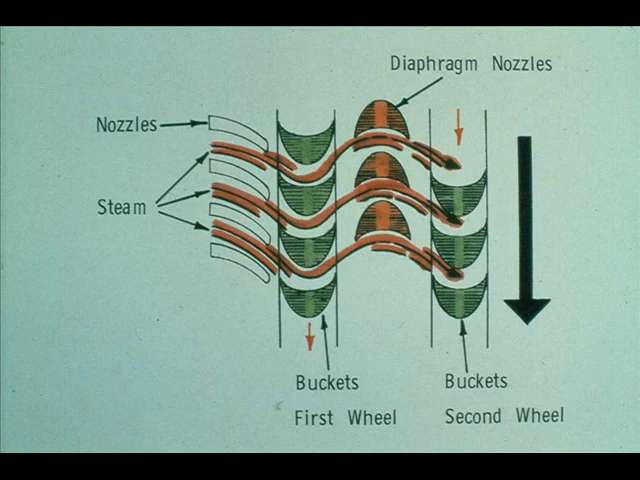 Diaphragm Nozzles
Nozzles
Steam
Buckets
First Wheel
Buckets
Second Wheel